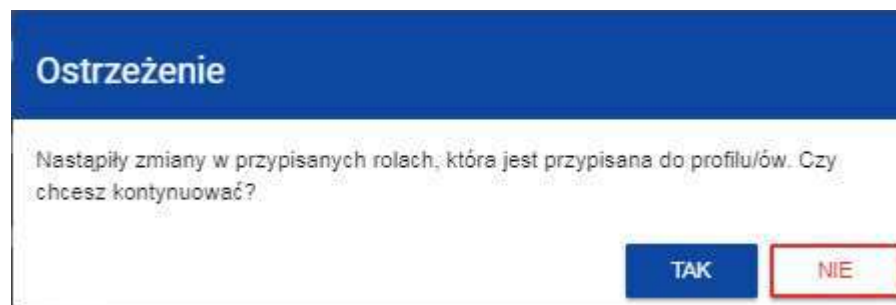 Ostrzeżenie
Nastąpiły zmiany w przypisanych rolach, która jest przypisana do profilu/ów. Czy
chcesz kontynuować?
TAK NIE